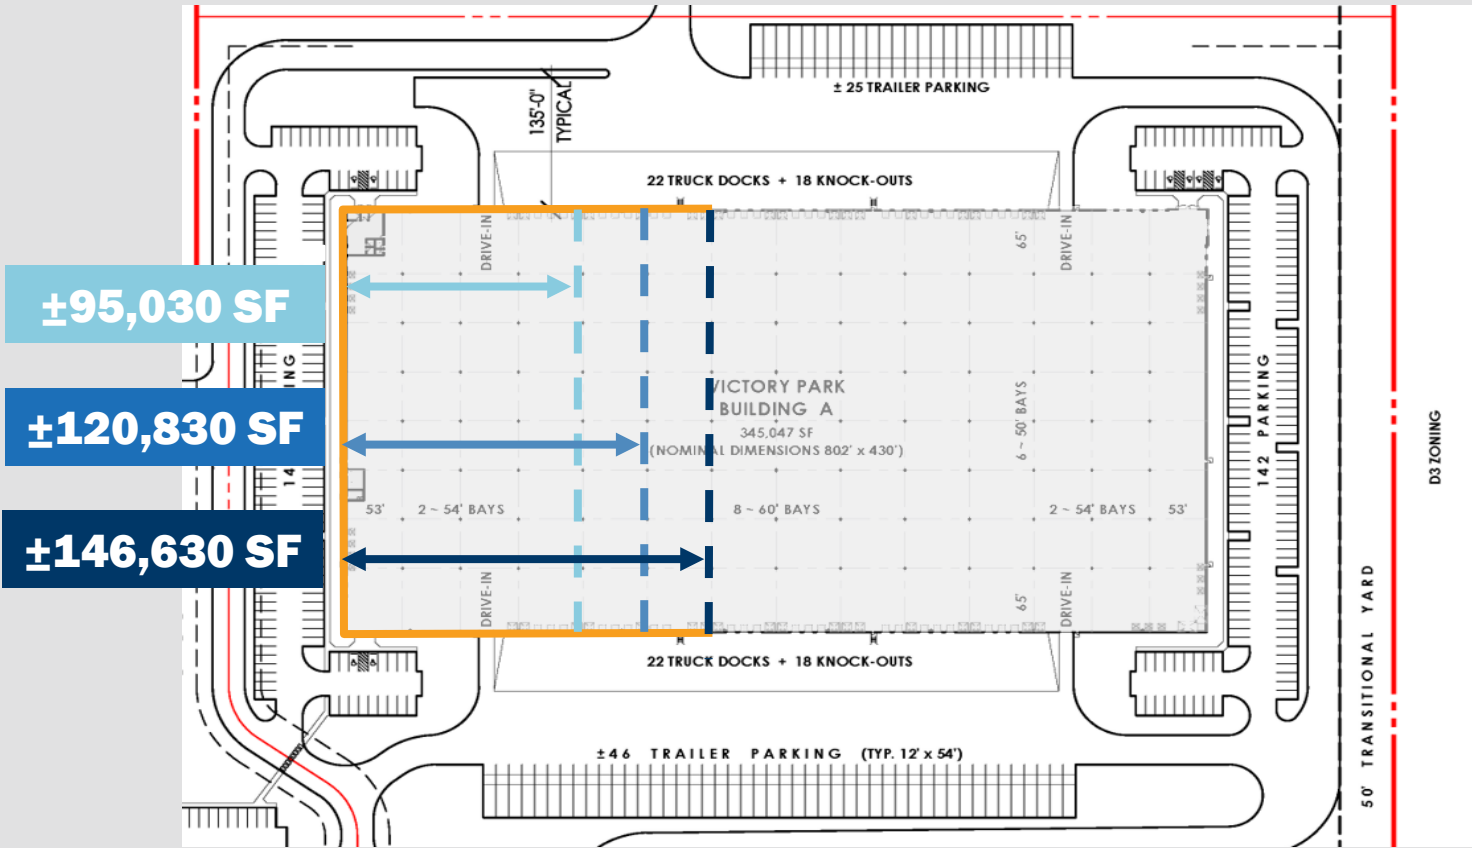 ± 25 TRAILER PARKING
135'-0"
TYPICAL
22 TRUCK DOCKS + 18 KNOCK-OUTS
DRIVE-IN
65'
DRIVE-IN
±95,030 SF
±120,830 SF
±146,630 SF
VICTORY PARK
BUILDING A
345,047 SF
(NOMINAL DIMENSIONS 802' x 430')
6 ~ 50' BAYS
142 PARKING
D3 ZONING
53'
2 ~ 54' BAYS
8 ~ 60' BAYS
2 ~ 54' BAYS
53'
DRIVE-IN
65'
DRIVE-IN
22 TRUCK DOCKS + 18 KNOCK-OUTS
50' TRANSITIONAL YARD
±46 TRAILER PARKING (TYP. 12' x 54')